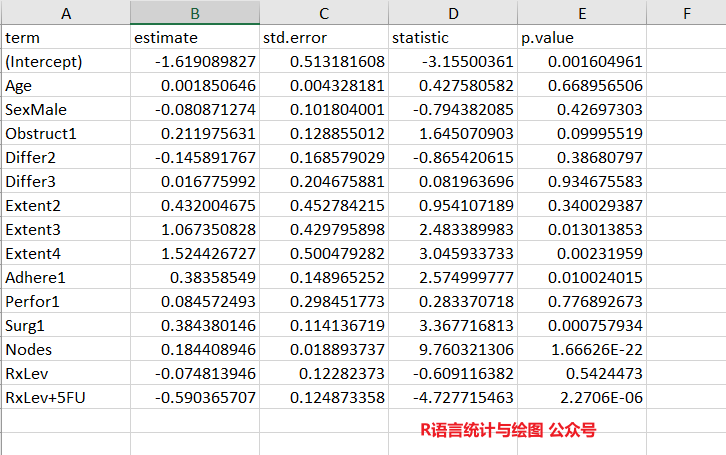 A B C D E F
term estimate std.error statistic p.value
(Intercept) -1.619089827 0.513181608 -3.15500361 0.001604961
Age 0.001850646 0.004328181 0.427580582 0.668956506
SexMale -0.080871274 0.101804001 -0.794382085 0.42697303
Obstruct1 0.211975631 0.128855012 1.645070903 0.09995519
Differ2 -0.145891767 0.168579029 -0.865420615 0.38680797
Differ3 0.016775992 0.204675881 0.081963696 0.934675583
Extent2 0.432004675 0.452784215 0.954107189 0.340029387
Extent3 1.067350828 0.429795898 2.483389983 0.013013853
Extent4 1.524426727 0.500479282 3.045933733 0.00231959
Adhere1 0.38358549 0.148965252 2.574999777 0.010024015
Perfor1 0.084572493 0.298451773 0.283370718 0.776892673
Surg1 0.384380146 0.114136719 3.367716813 0.000757934
Nodes 0.184408946 0.018893737 9.760321306 1.66626E-22
RxLev -0.074813946 0.12282373 -0.609116382 0.5424473
RxLev+5FU -0.590365707 0.124873358 -4.727715463 2.2706E-06
R语言统计与绘图 公众号